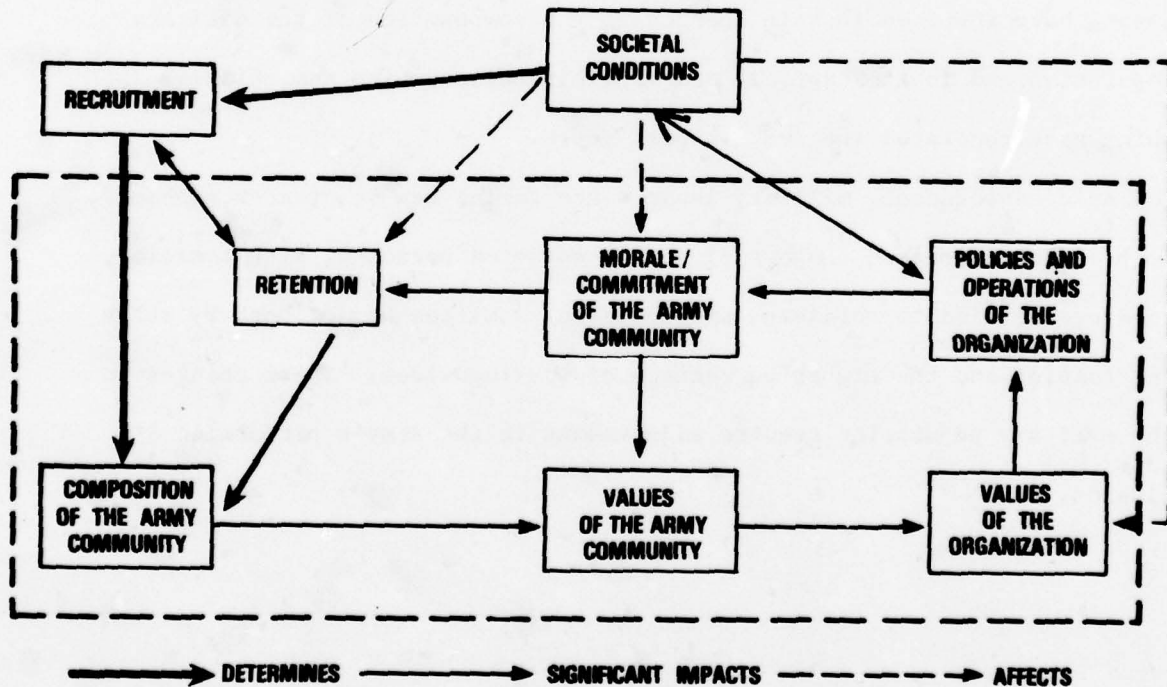 SOCIETAL
CONDITIONS
RECRUITMENT
RETENTION
MORALE/
COMMITMENT
OF THE ARMY
COMMUNITY
POLICIES AND
OPERATIONS
OF THE
ORGANIZATION
COMPOSITION
OF THE ARMY
COMMUNITY
VALUES
OF THE ARMY
COMMUNITY
VALUES
OF THE
ORGANIZATION
DETERMINES
SIGNIFICANT IMPACTS
AFFECTS